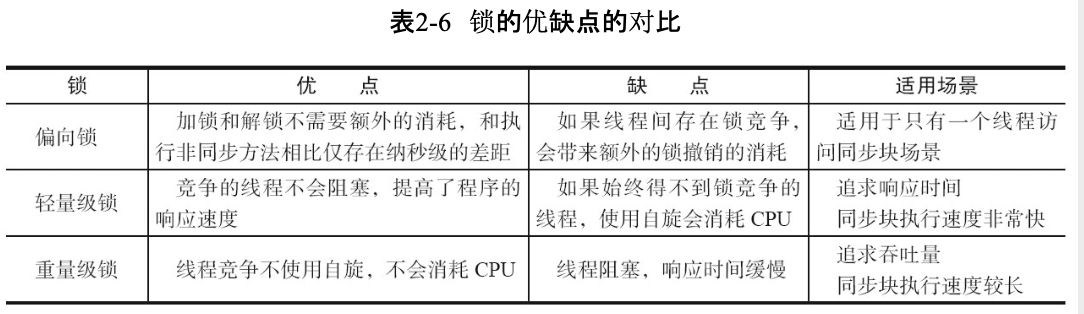 表2-6 锁的优缺点的对比
锁 优 点 缺 点 适用场景
偏向锁
加锁和解锁不需要额外的消耗，和执
行非同步方法相比仅存在纳秒级的差距
如果线程间存在锁竞争，
会带来额外的锁撤销的消耗
适用于只有一个线程访
问同步块场景
轻量级锁
竞争的线程不会阻塞，提高了程序的
响应速度
如果始终得不到锁竞争的
线程，使用自旋会消耗 CPU
追求响应时间
同步块执行速度非常快
重量级锁
线程竞争不使用自旋，不会消耗 CPU
线程阻塞，响应时间缓慢
追求吞吐量
同步块执行速度较长